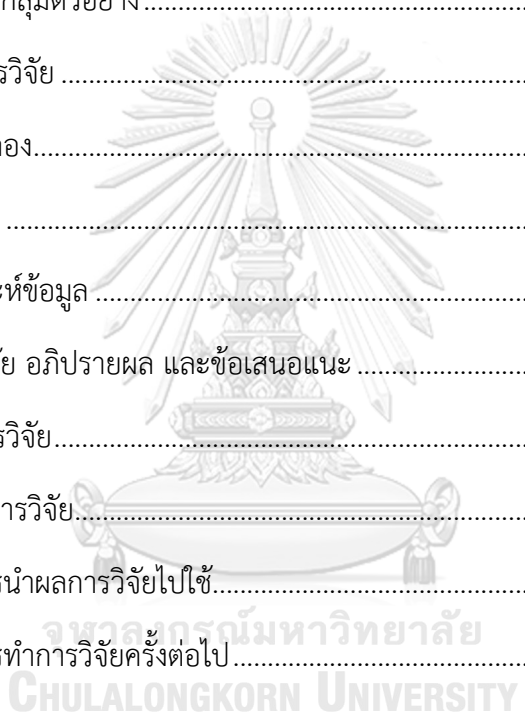 กลุ่มตัวอย่าง ........................................
รวิจัย ........................................
ลอง ........................................
........................................
ะห์ข้อมูล ........................................
ัย อภิปรายผล และข้อเสนอแนะ ....................
รวิจัย ........................................
การวิจัย ........................................
รนำผลการวิจัยไปใช้ ........................................
จุฬาลงกรณ์มหาวิทยาลัย
รทำการวิจัยครั้งต่อไป ........................................
CHULALONGKORN UNIVERSITY